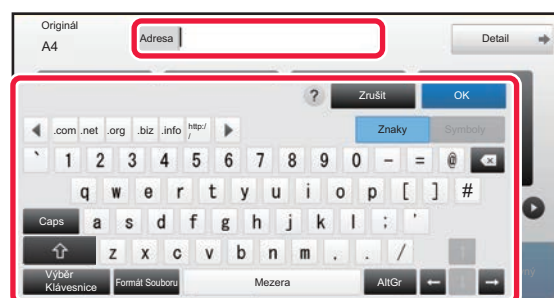 Originál
A4
Adresa
Detail
? Zrušit OK
.com .net .org .biz .info http://
Znaky Symboly
` 1 2 3 4 5 6 7 8 9 0 - = @
q w e r t y u i o p [ ] #
Caps a s d f g h j k l ; '
z x c v b n m . . /
Výběr Klávesnice
Formát Souboru Mezera AltGr